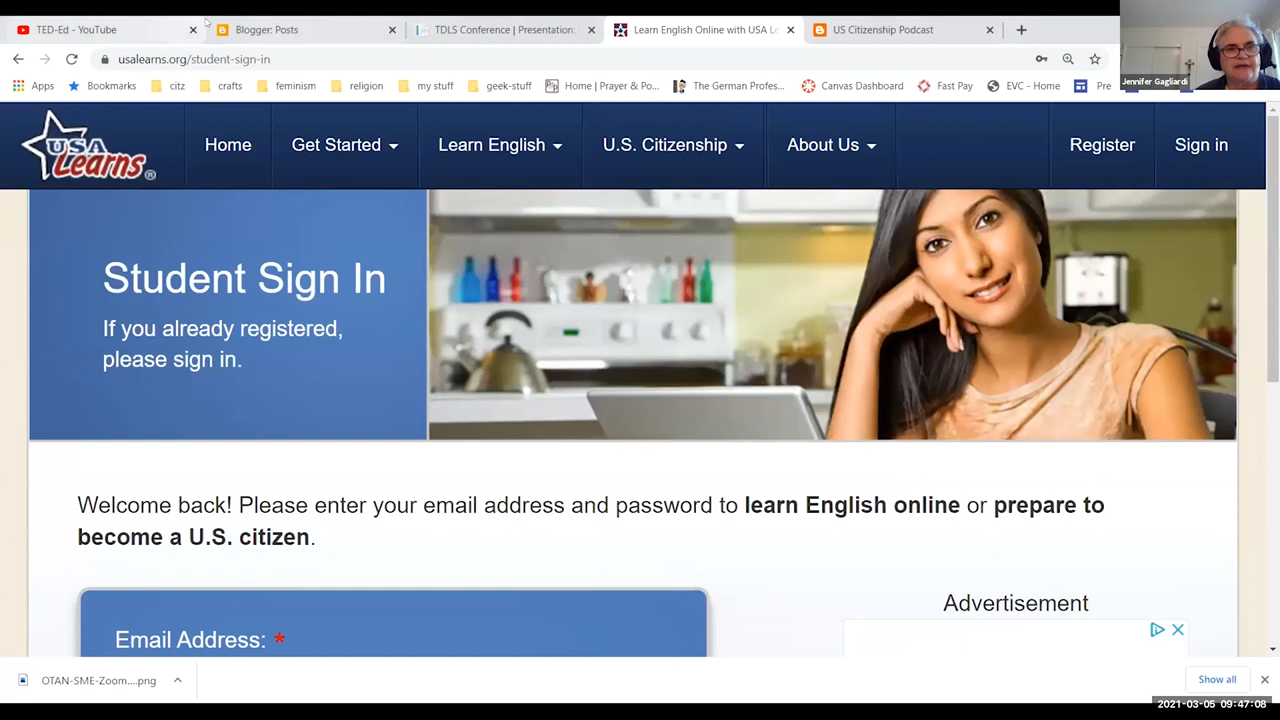 TED-Ed - YouTube
Blogger: Posts
TDLS Conference | Presentation:
Learn English Online with USA Le
US Citizenship Podcast
usalearns.org/student-sign-in
Jennifer Gagliardi
Apps
Bookmarks
citz
crafts
feminism
religion
rwstuff
geek-stuff
Home | Prayer & Po...
The German Profes...
Canvas Dashboard
Fast Pay
EVC - Home
Pre
USA Learns®
Home
Get Started
Learn English
U.S. Citizenship
About Us
Register
Sign in
Student Sign In
If you already registered,
please sign in.
Welcome back! Please enter your email address and password to learn English online or prepare to
become a U.S. citizen.
Email Address: *
Advertisement
OTAN-SME-Zoom....png
Show all
2021-03-05 09:47:08